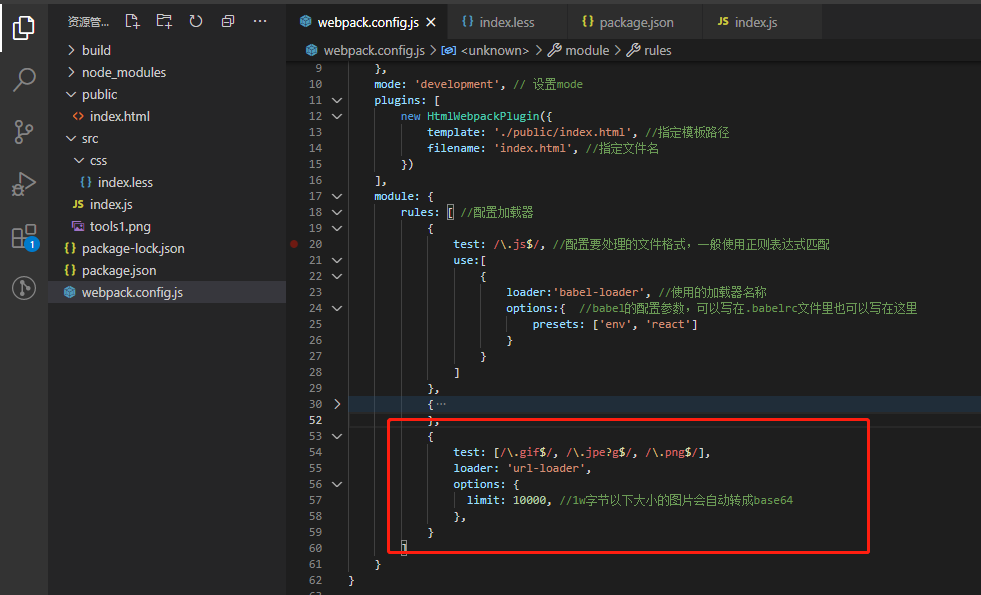 资源管...
webpack.config.js
{} index.less
{} package.json
JS index.js
webpack.config.js > <unknown> > module > rules
build
node_modules
public
<> index.html
src
css
{} index.less
JS index.js
tools1.png
{} package-lock.json
{} package.json
webpack.config.js
1
9 },
10 mode: 'development', // 设置mode
11 plugins: [
12 new HtmlWebpackPlugin({
13 template: './public/index.html', //指定模板路径
14 filename: 'index.html', //指定文件名
15 })
16 ],
17 module: {
18 rules: [ //配置加载器
19 {
20 test: /\.js$/, //配置要处理的文件格式，一般使用正则表达式匹配
21 use:[
22 {
23 loader:'babel-loader', //使用的加载器名称
24 options:{ //babel的配置参数，可以写在.babelrc文件里也可以写在这里
25 presets: ['env', 'react']
26 }
27 }
28 ]
29 },
30 {···
52 },
53 {
54 test: [/\.gif$/, /\.jpe?g$/, /\.png$/],
55 loader: 'url-loader',
56 options: {
57 limit: 10000, //1w字节以下大小的图片会自动转成base64
58 },
59 }
60 ]
61 }
62 }